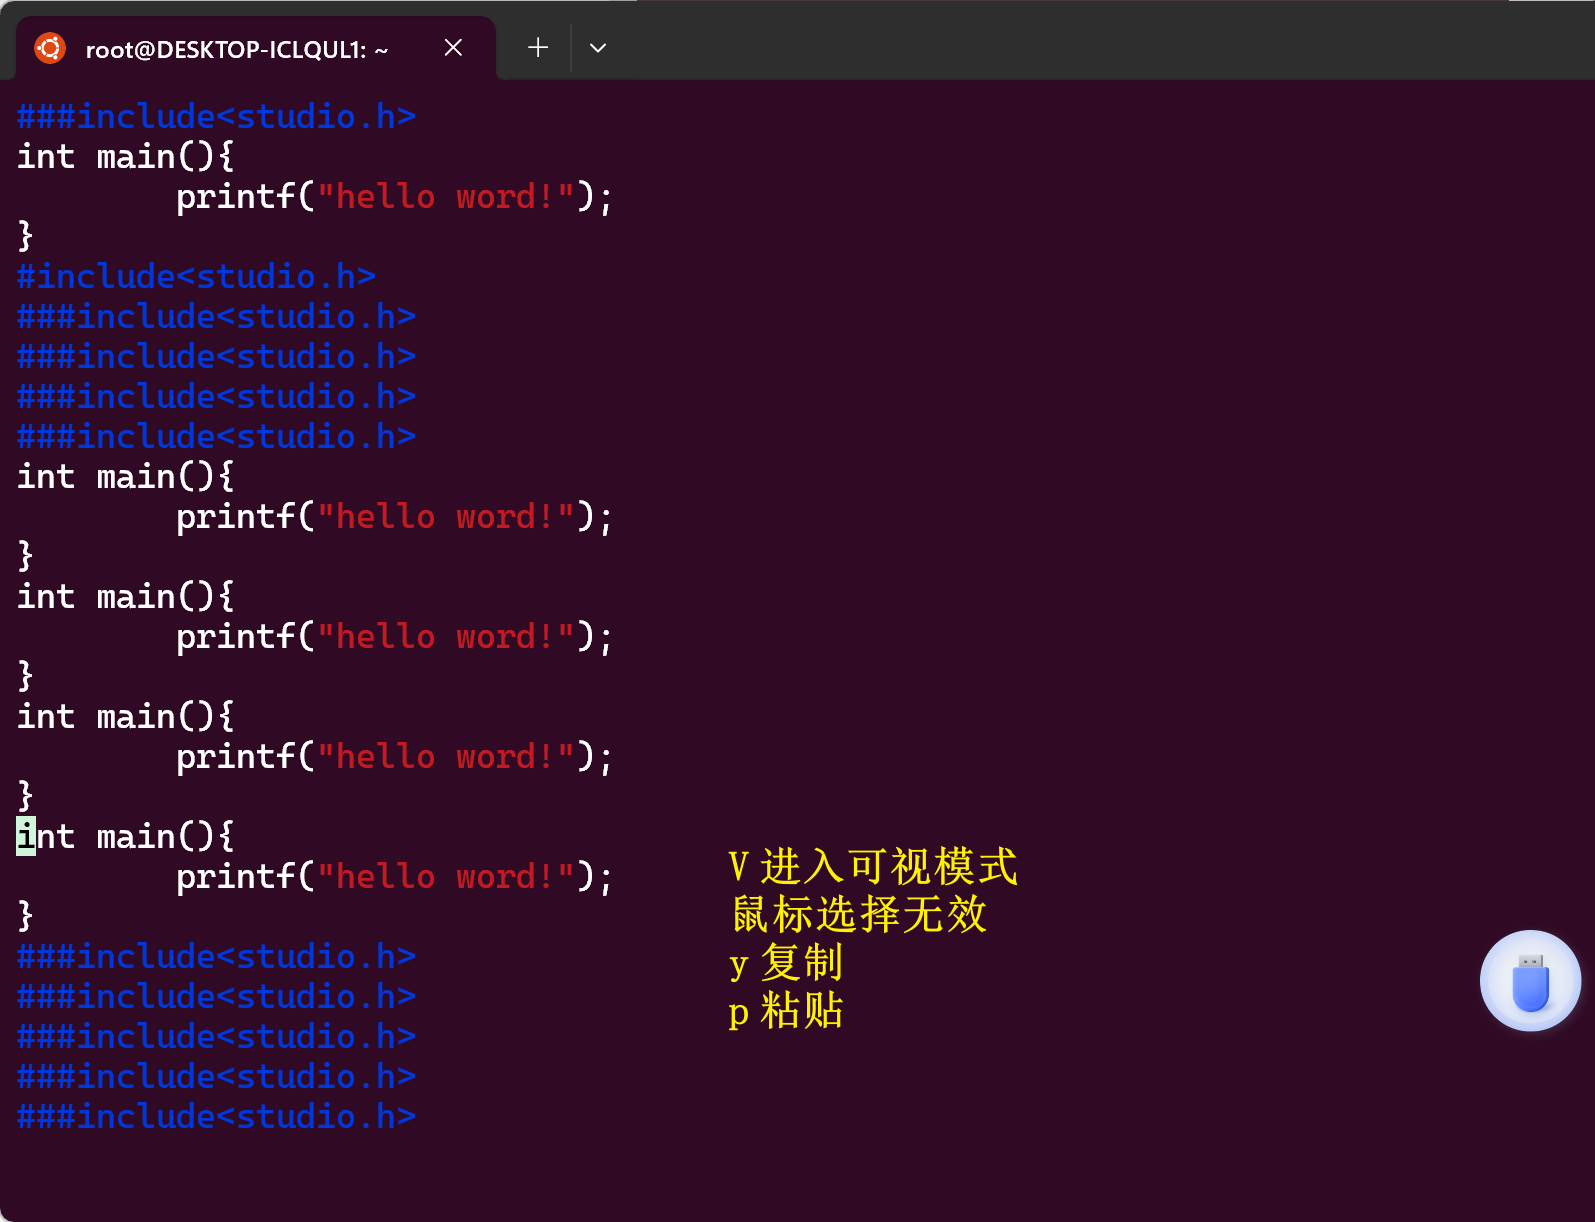 root@DESKTOP-ICLQUL1: ~
###include<studio.h>
int main(){
        printf("hello word!");
}
#include<studio.h>
###include<studio.h>
###include<studio.h>
###include<studio.h>
###include<studio.h>
int main(){
        printf("hello word!");
}
int main(){
        printf("hello word!");
}
int main(){
        printf("hello word!");
}
int main(){
        printf("hello word!");
}
###include<studio.h>
###include<studio.h>
###include<studio.h>
###include<studio.h>
###include<studio.h>
V 进入可视模式
鼠标选择无效
y 复制
p 粘贴